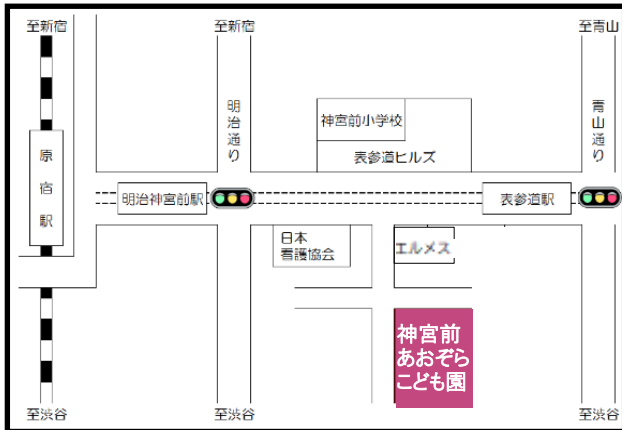 至新宿
至新宿
至青山
明治通り
青山通り
神宮前小学校
表参道ヒルズ
原宿駅
明治神宮前駅
表参道駅
日本
看護協会
エルメス
神宮前
あおぞら
こども園
至渋谷
至渋谷
至渋谷